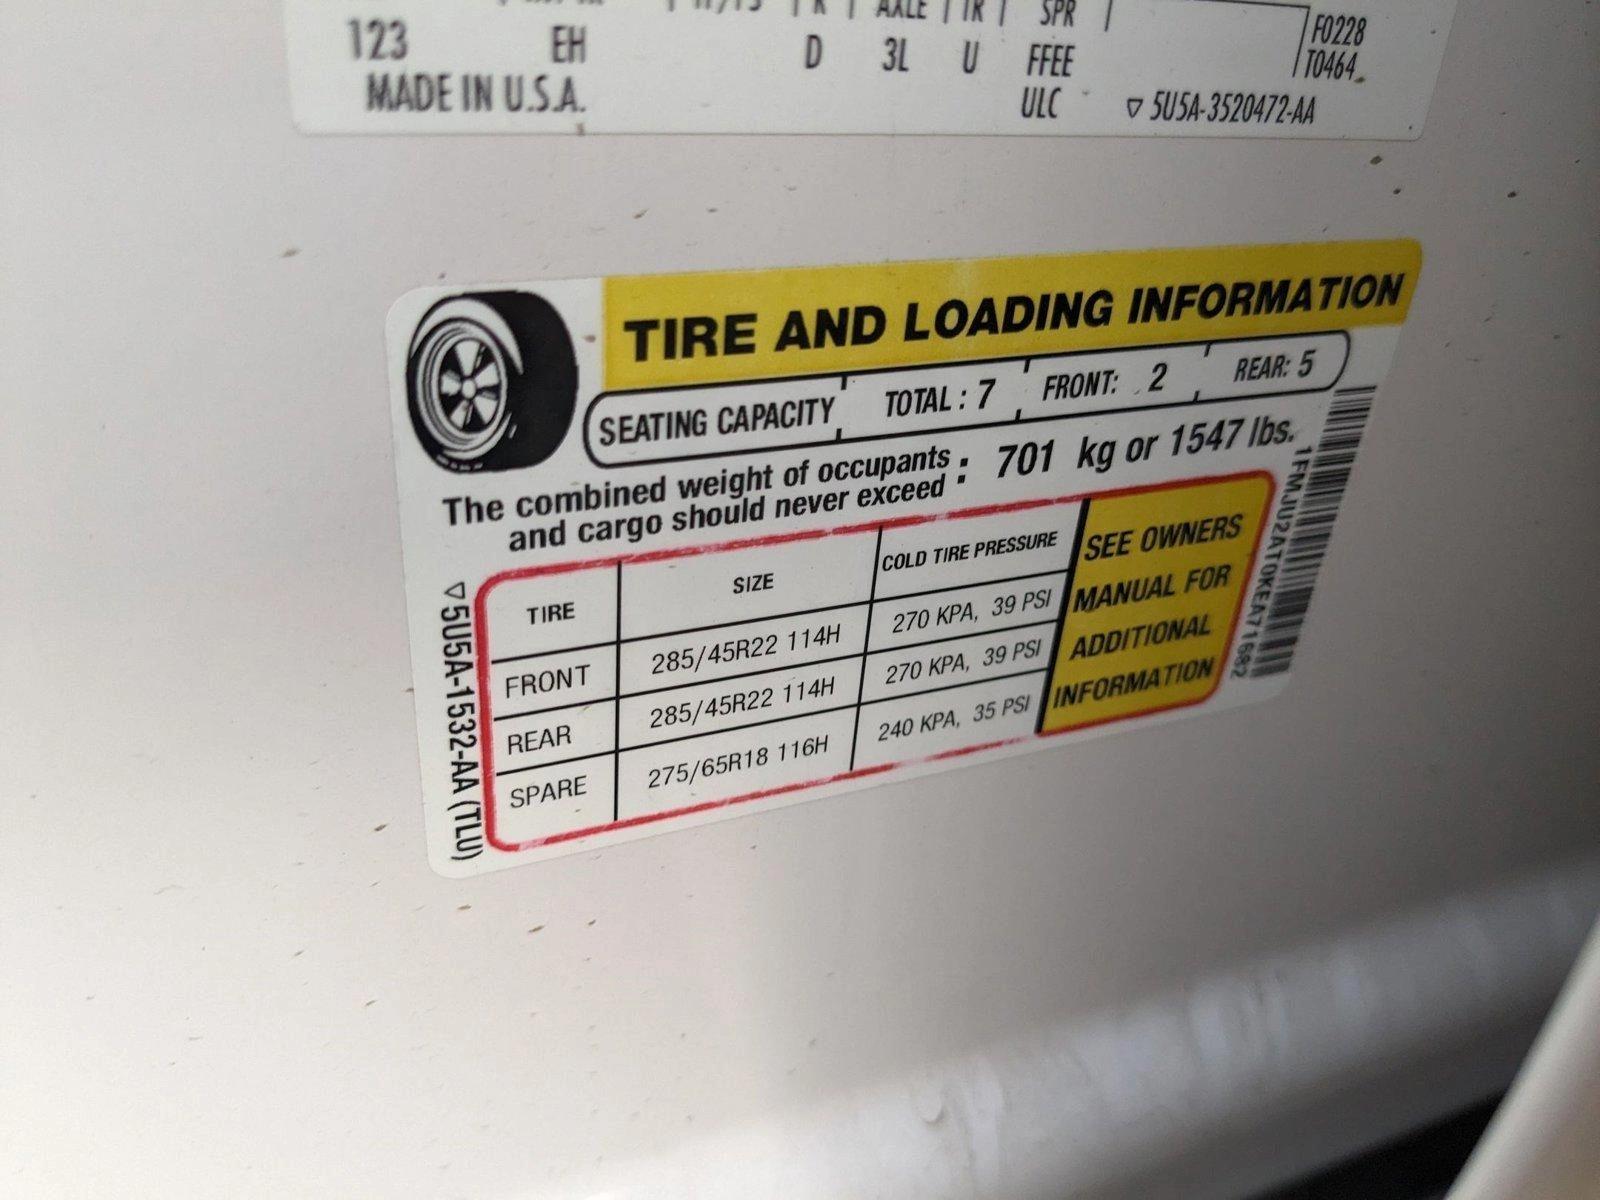 123 EH D 3L U FFEE F0228
AXLE TR SPR
MADE IN U.S.A. ULC T0464
▽ 5U5A-3520472-AA
TIRE AND LOADING INFORMATION
SEATING CAPACITY TOTAL : 7 FRONT: 2 REAR: 5
The combined weight of occupants
and cargo should never exceed : 701 kg or 1547 lbs.
TIRE SIZE COLD TIRE PRESSURE
FRONT 285/45R22 114H 270 KPA, 39 PSI
REAR 285/45R22 114H 270 KPA, 39 PSI
SPARE 275/65R18 116H 240 KPA, 35 PSI
SEE OWNERS
MANUAL FOR
ADDITIONAL
INFORMATION
▽5U5A-1532-AA (TLU)
1FMJU2AT0KEA71682